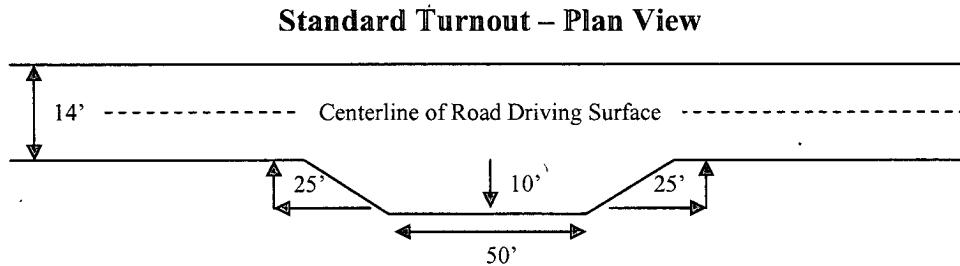 Standard Turnout – Plan View
14'
Centerline of Road Driving Surface
25'
10'
25'
50'